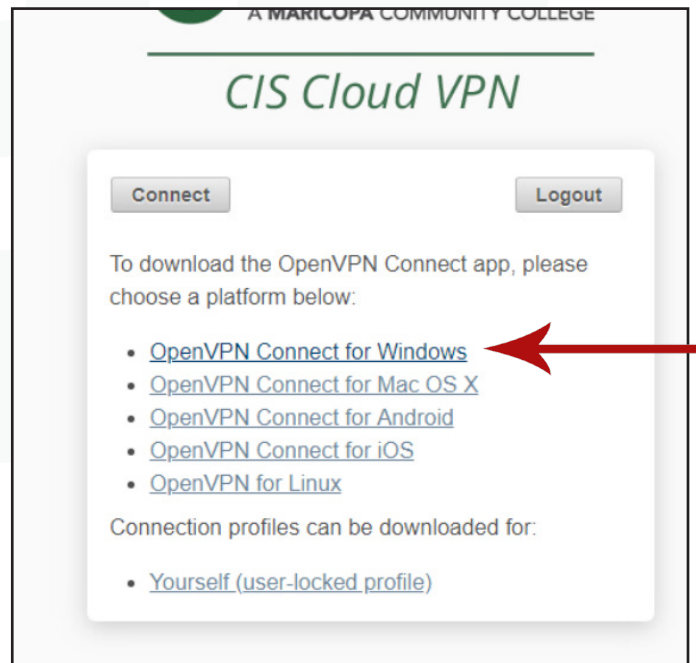 A MARICOPA COMMUNITY COLLEGE
CIS Cloud VPN
Connect
Logout
To download the OpenVPN Connect app, please
choose a platform below:
• OpenVPN Connect for Windows
• OpenVPN Connect for Mac OS X
• OpenVPN Connect for Android
• OpenVPN Connect for iOS
• OpenVPN for Linux
Connection profiles can be downloaded for:
• Yourself (user-locked profile)